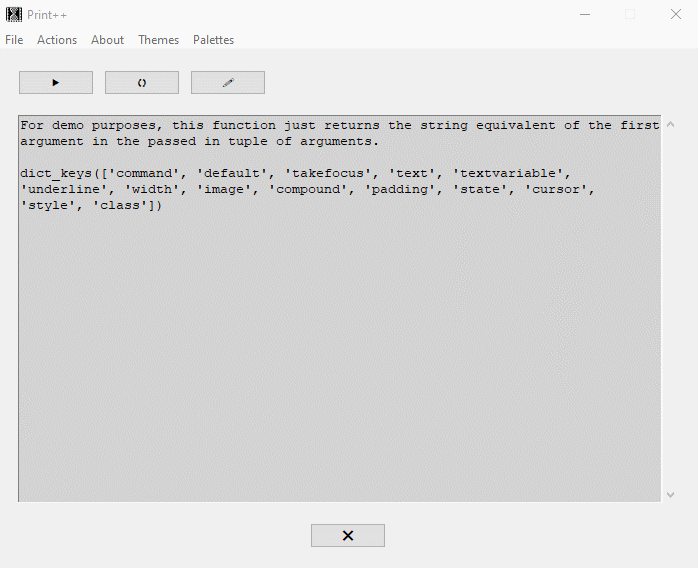 Print++
File Actions About Themes Palettes
For demo purposes, this function just returns the string equivalent of the first
argument in the passed in tuple of arguments.
dict_keys(['command', 'default', 'takefocus', 'text', 'textvariable',
'underline', 'width', 'image', 'compound', 'padding', 'state', 'cursor',
'style', 'class'])